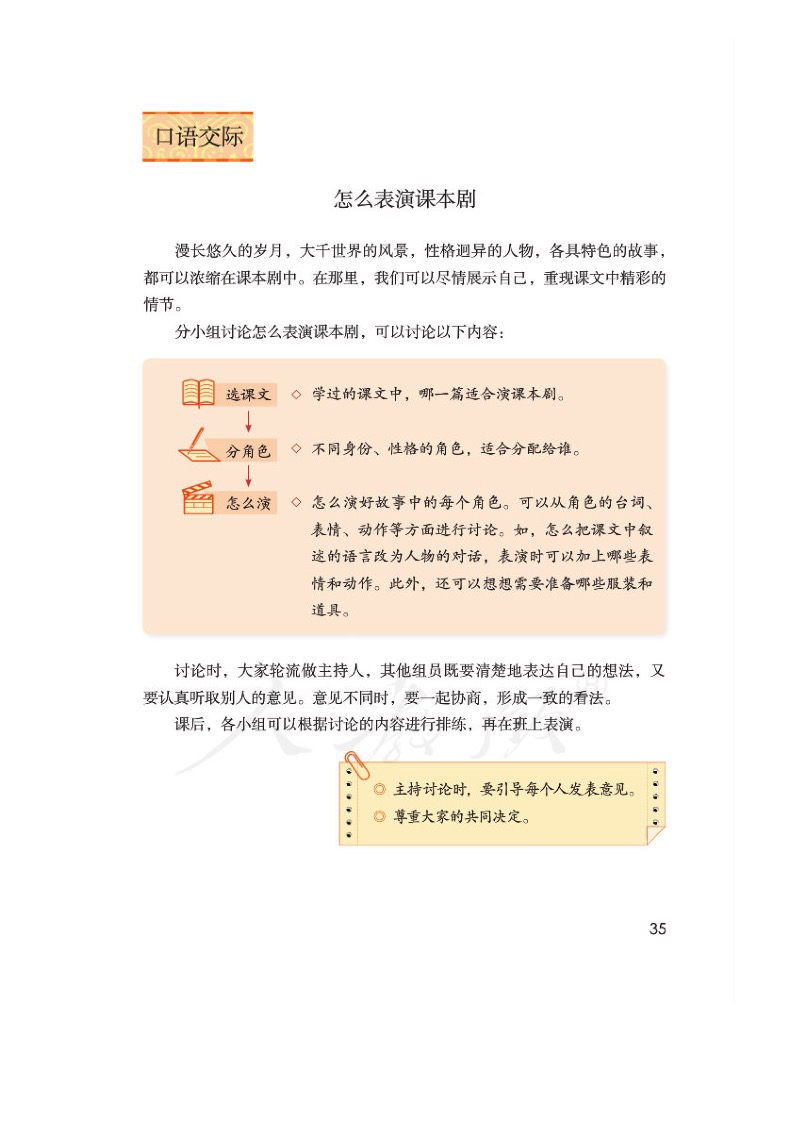 口语交际
怎么表演课本剧
漫长悠久的岁月，大千世界的风景，性格迥异的人物，各具特色的故事，
都可以浓缩在课本剧中。在那里，我们可以尽情展示自己，重现课文中精彩的
情节。
分小组讨论怎么表演课本剧，可以讨论以下内容：
选课文 ◇ 学过的课文中，哪一篇适合演课本剧。
分角色 ◇ 不同身份、性格的角色，适合分配给谁。
怎么演 ◇ 怎么演好故事中的每个角色。可以从角色的台词、
表情、动作等方面进行讨论。如，怎么把课文中叙
述的语言改为人物的对话，表演时可以加上哪些表
情和动作。此外，还可以想想需要准备哪些服装和
道具。
讨论时，大家轮流做主持人，其他组员既要清楚地表达自己的想法，又
要认真听取别人的意见。意见不同时，要一起协商，形成一致的看法。
课后，各小组可以根据讨论的内容进行排练，再在班上表演。
◎ 主持讨论时，要引导每个人发表意见。
◎ 尊重大家的共同决定。
35